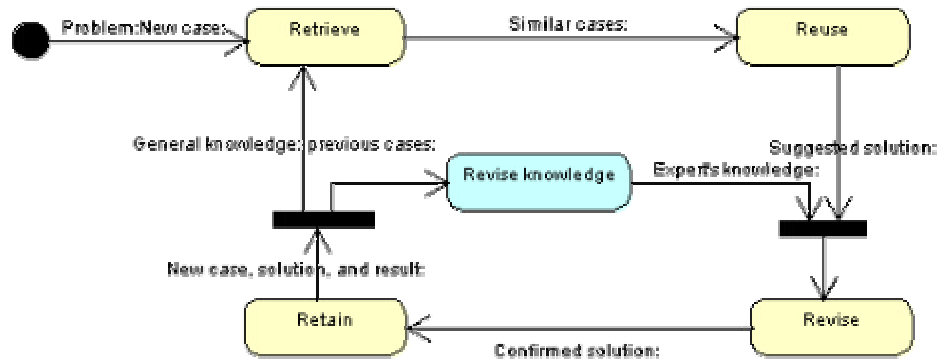 Problem:New case:
Retrieve
Similar cases:
Reuse
General knowledge: previous cases:
Suggested solution:
Revise knowledge
Experts knowledge:
New case, solution, and result:
Retain
Revise
Confirmed solution: